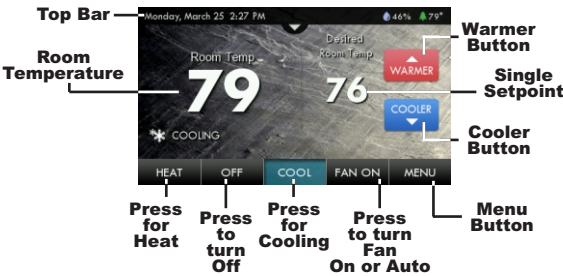 Top Bar
Monday, March 25 2:27 PM
46%
79°
Warmer
Button
Room
Temperature
Room Temp
79
Desired
Room Temp
76
WARMER
COOLER
Single
Setpoint
Cooler
Button
COOLING
HEAT
OFF
COOL
FAN ON
MENU
Press
for
Heat
Press
to
turn
Off
Press
for
Cooling
Press
to turn
Fan
On or Auto
Menu
Button